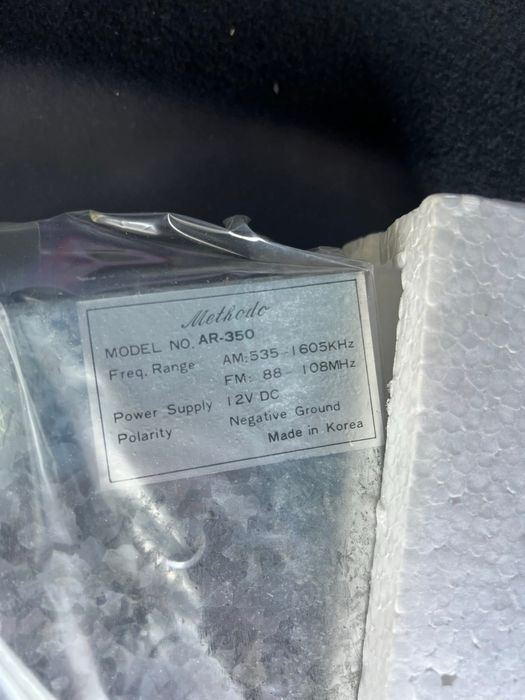 Methodo
MODEL NO. AR-350
Freq. Range AM: 535 - 1605KHz
FM: 88 - 108MHz
Power Supply 12V DC
Polarity Negative Ground
Made in Korea